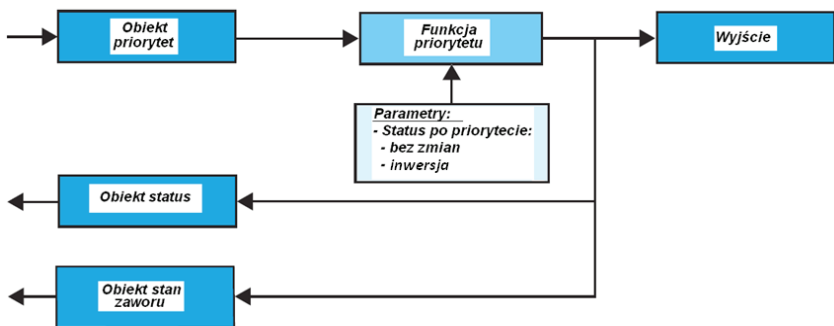 Obiekt
priorytet
Funkcja
priorytetu
Wyjście
Parametry:
- Status po priorytecie:
- bez zmian
- inwersja
Obiekt status
Obiekt stan
zaworu